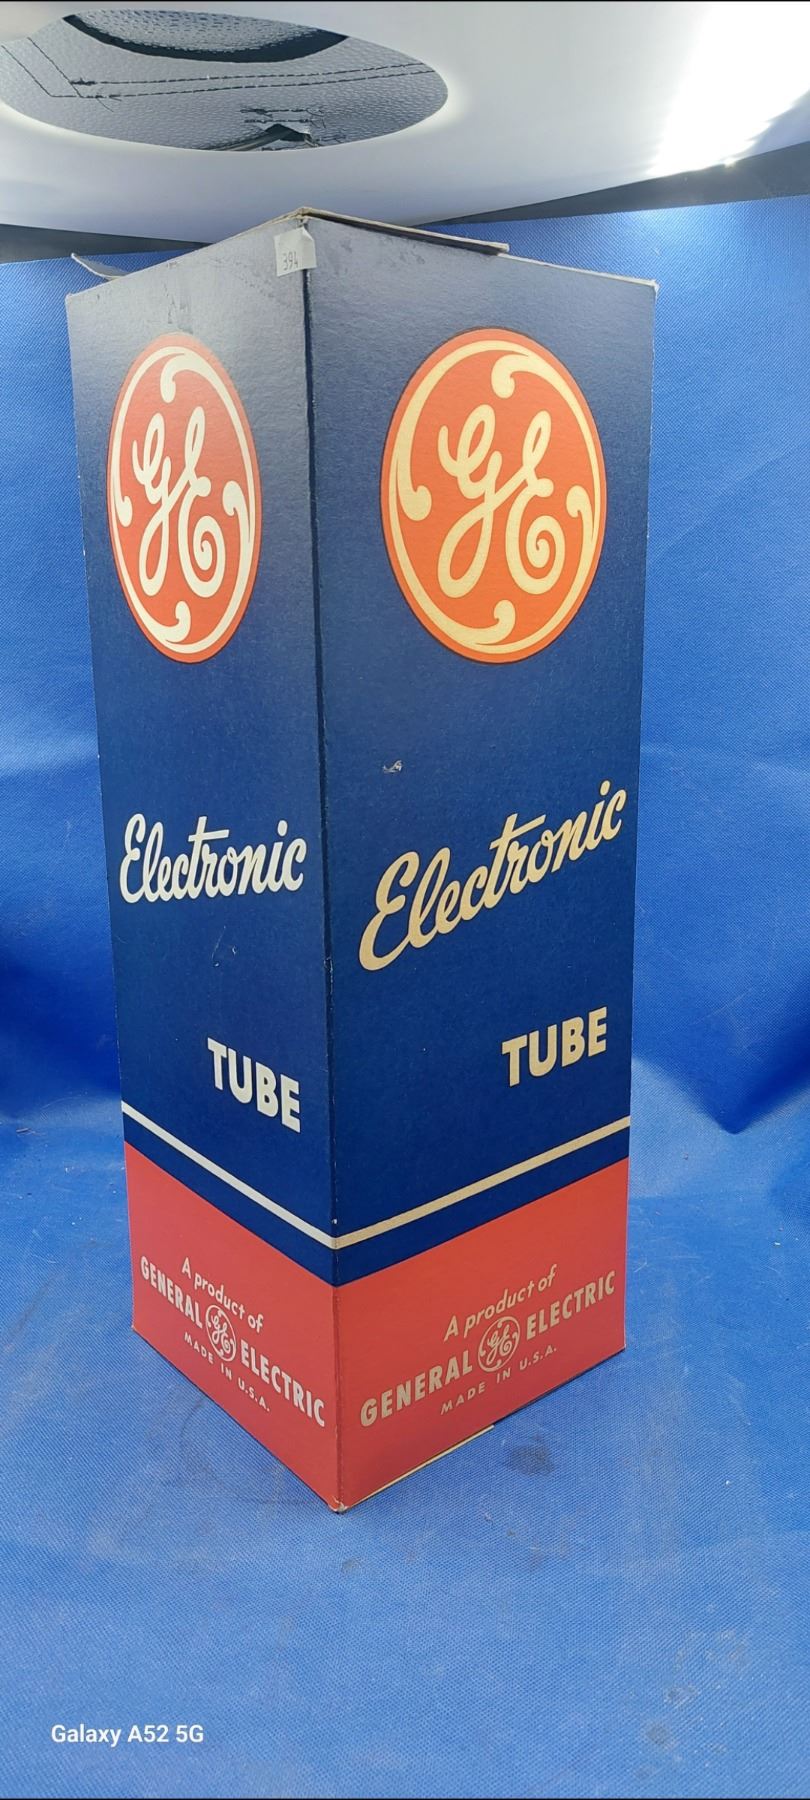 394
GE
Electronic
TUBE
A product of
GENERAL GE ELECTRIC
MADE IN U.S.A.
GE
Electronic
TUBE
A product of
GENERAL GE ELECTRIC
MADE IN U.S.A.
Galaxy A52 5G